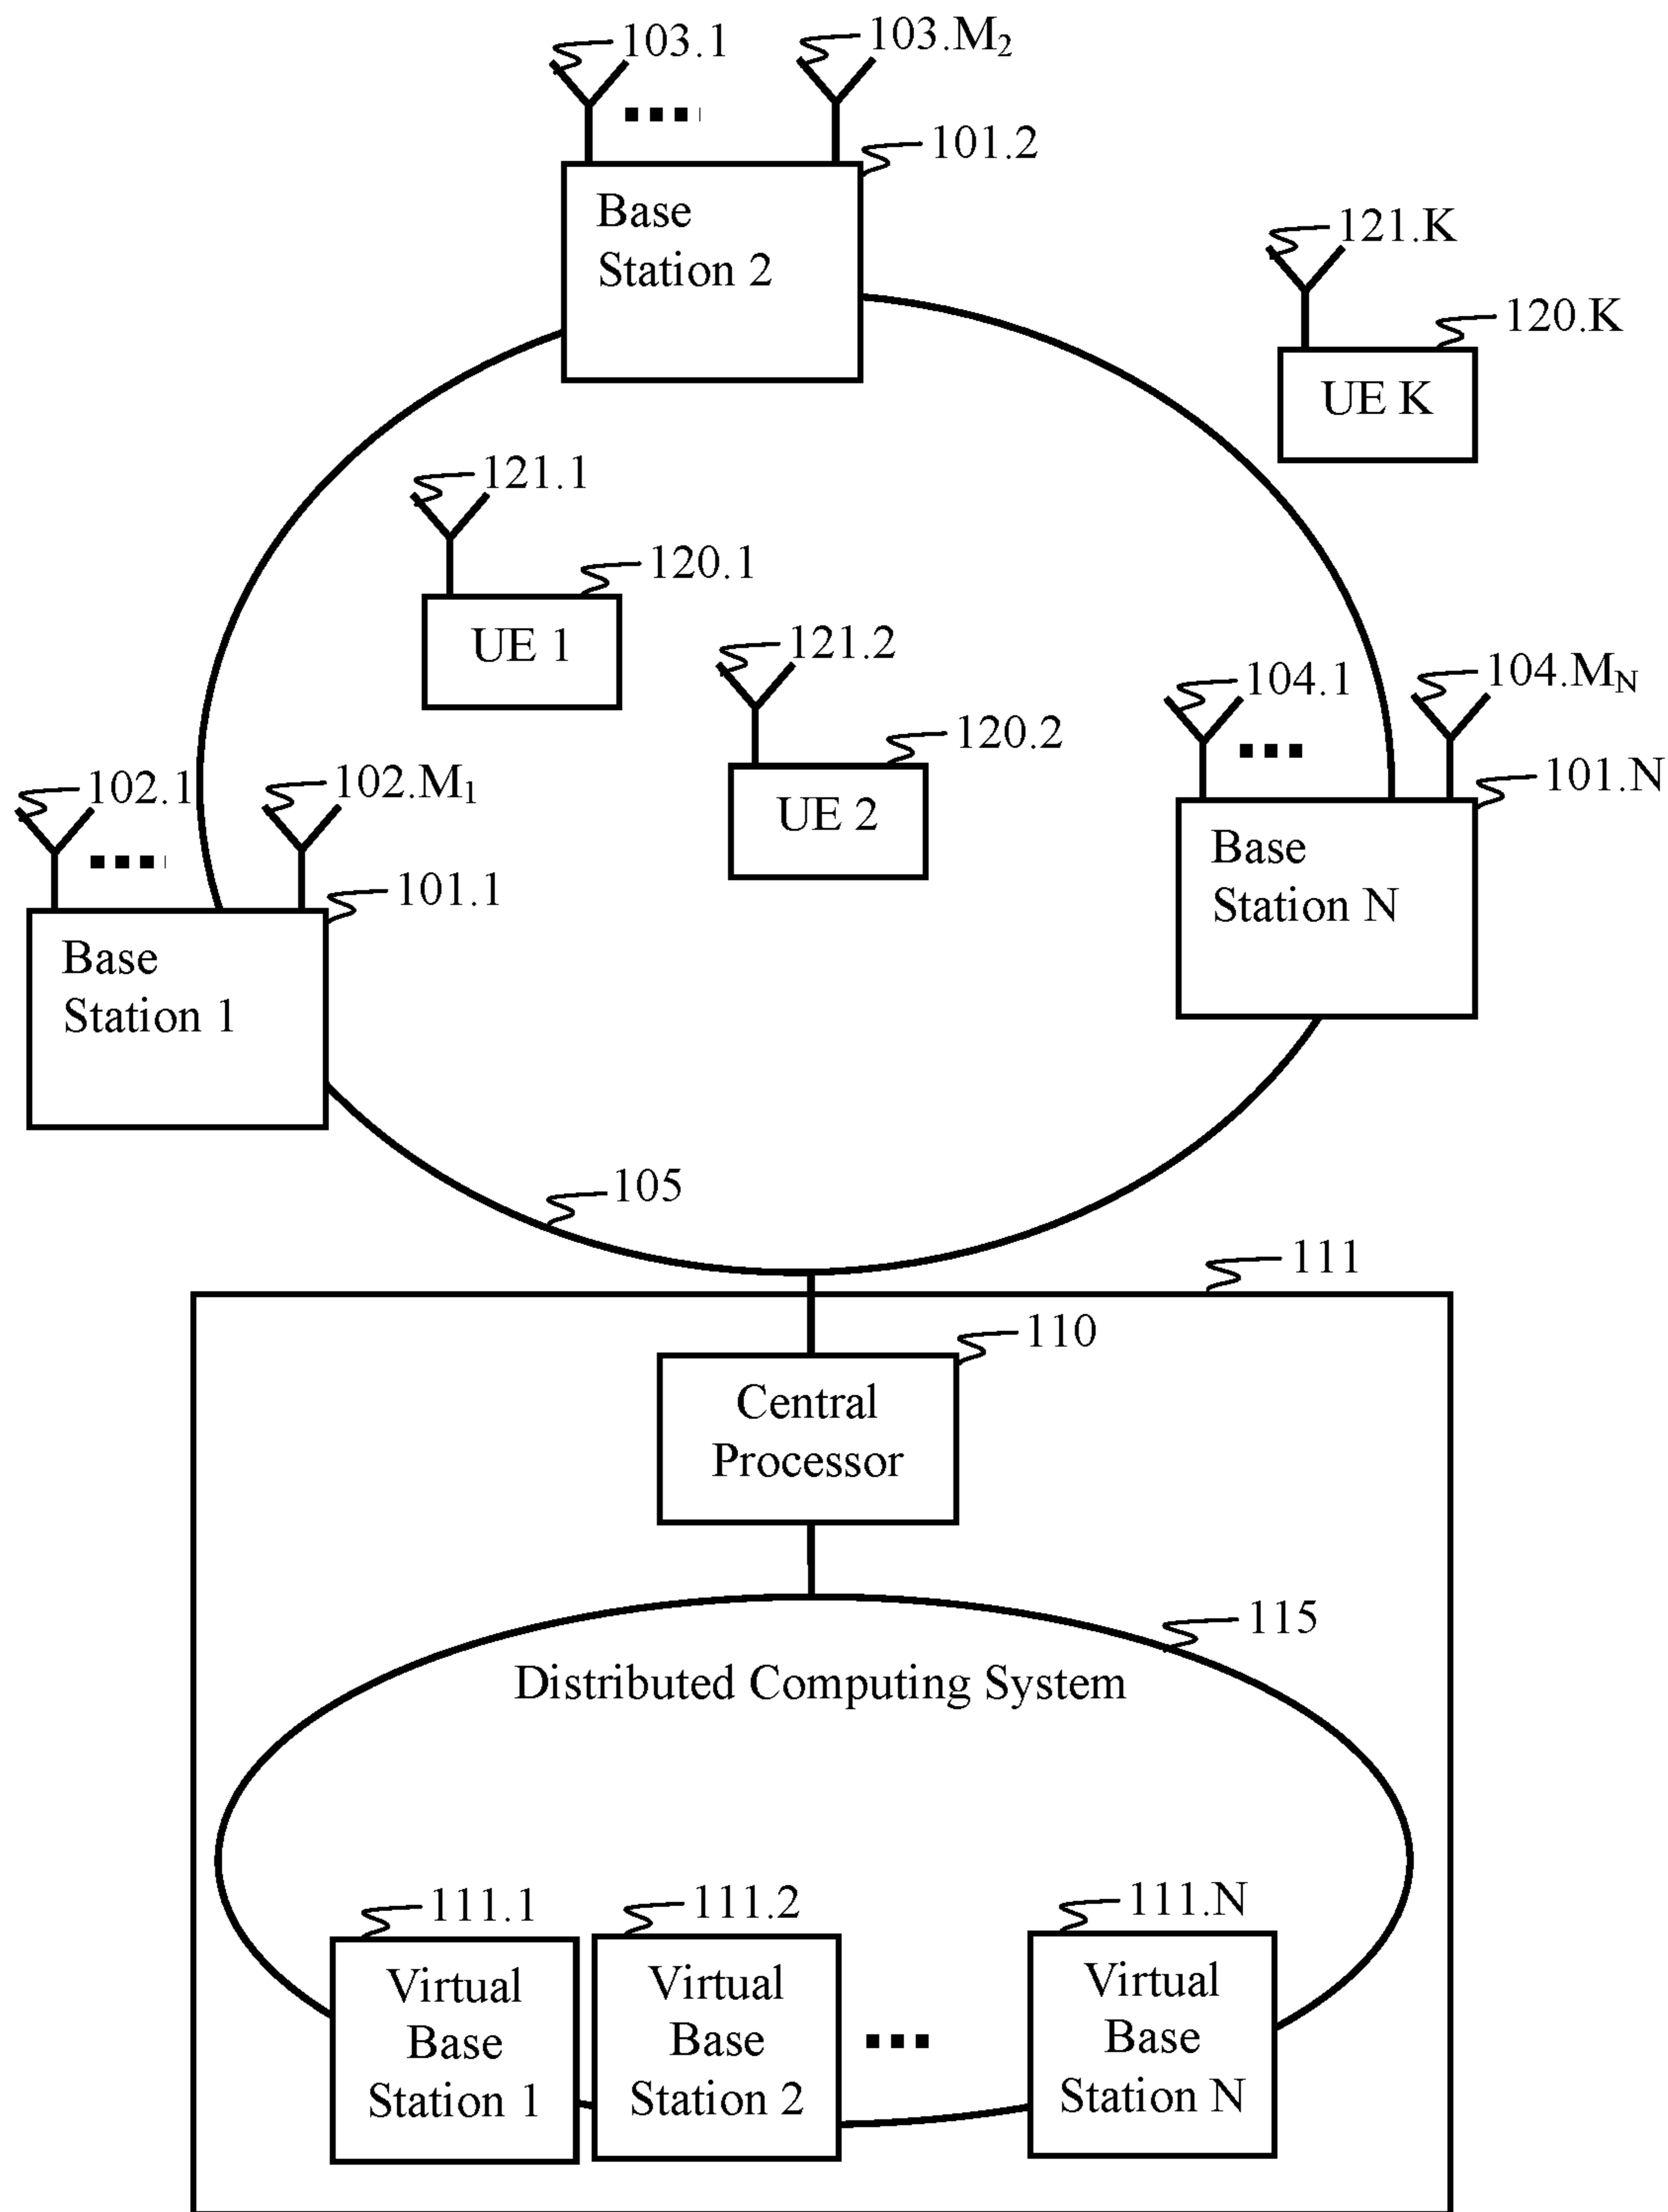 103.1
103.M₂
101.2
Base
Station 2
121.K
120.K
UE K
121.1
120.1
UE 1
121.2
120.2
UE 2
104.1
104.Mₙ
101.N
Base
Station N
102.1
102.M₁
101.1
Base
Station 1
105
111
110
Central
Processor
115
Distributed Computing System
111.1
Virtual
Base
Station 1
111.2
Virtual
Base
Station 2
111.N
Virtual
Base
Station N